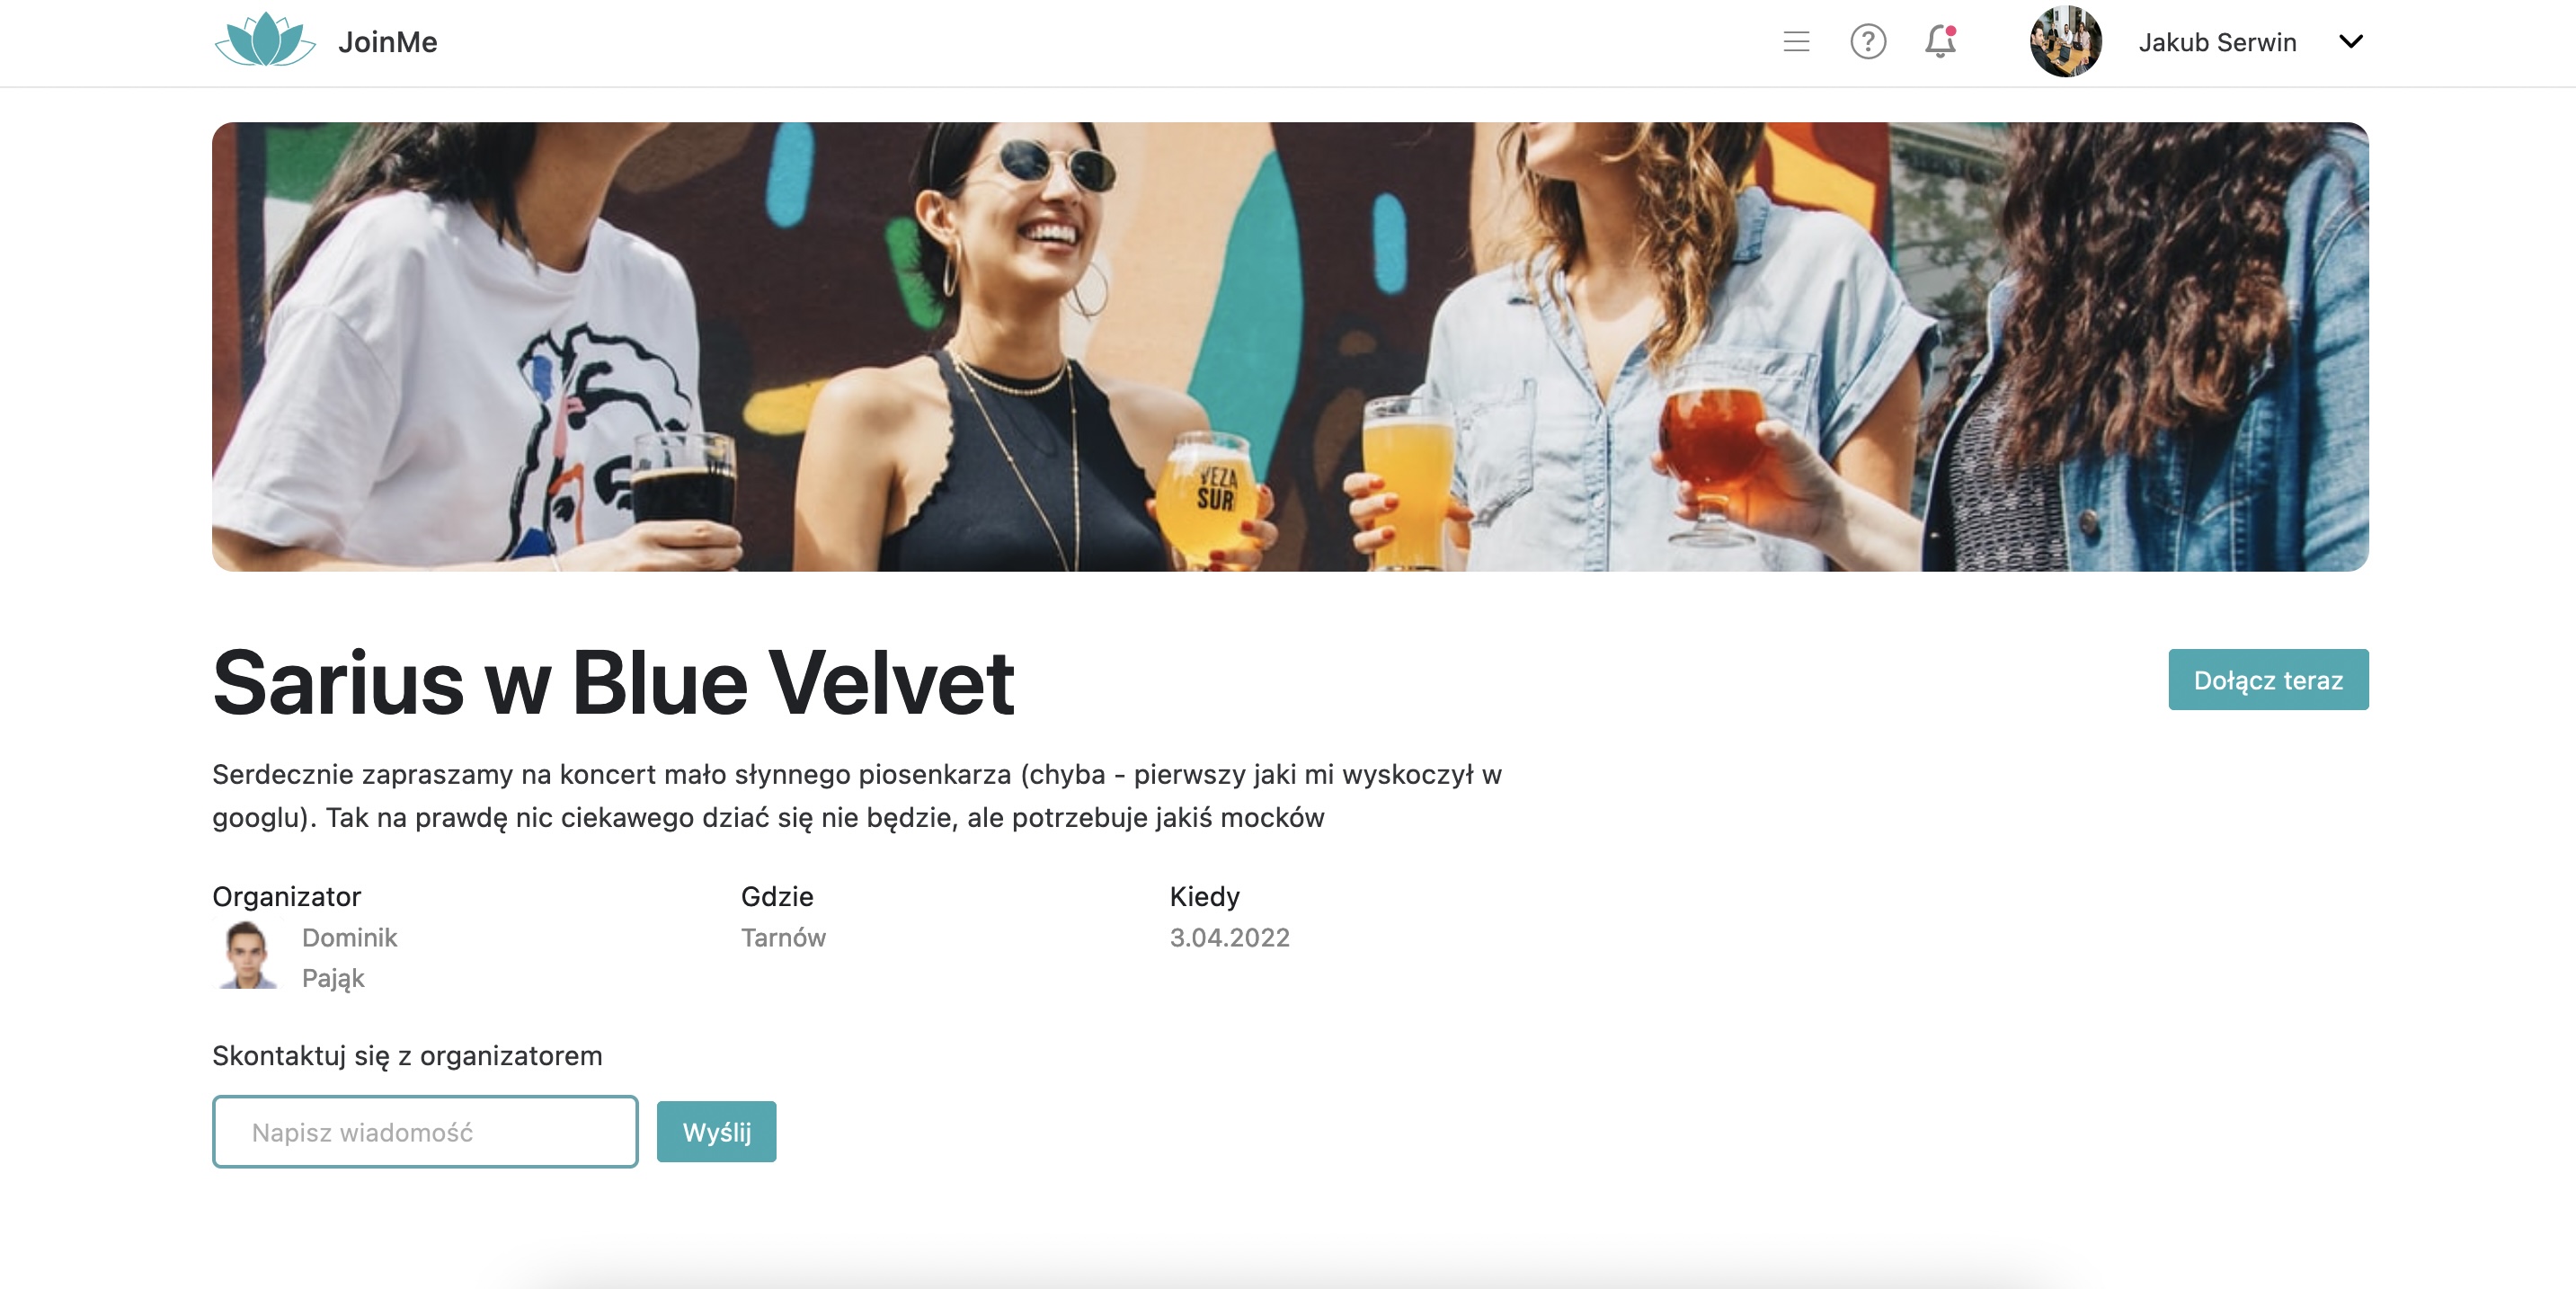 JoinMe
Jakub Serwin
VEZA
SUR
Sarius w Blue Velvet
Dołącz teraz
Serdecznie zapraszamy na koncert mało słynnego piosenkarza (chyba - pierwszy jaki mi wyskoczył w
googlu). Tak na prawdę nic ciekawego dziać się nie będzie, ale potrzebuje jakiś mocków
Organizator
Dominik
Pająk
Gdzie
Tarnów
Kiedy
3.04.2022
Skontaktuj się z organizatorem
Napisz wiadomość
Wyślij